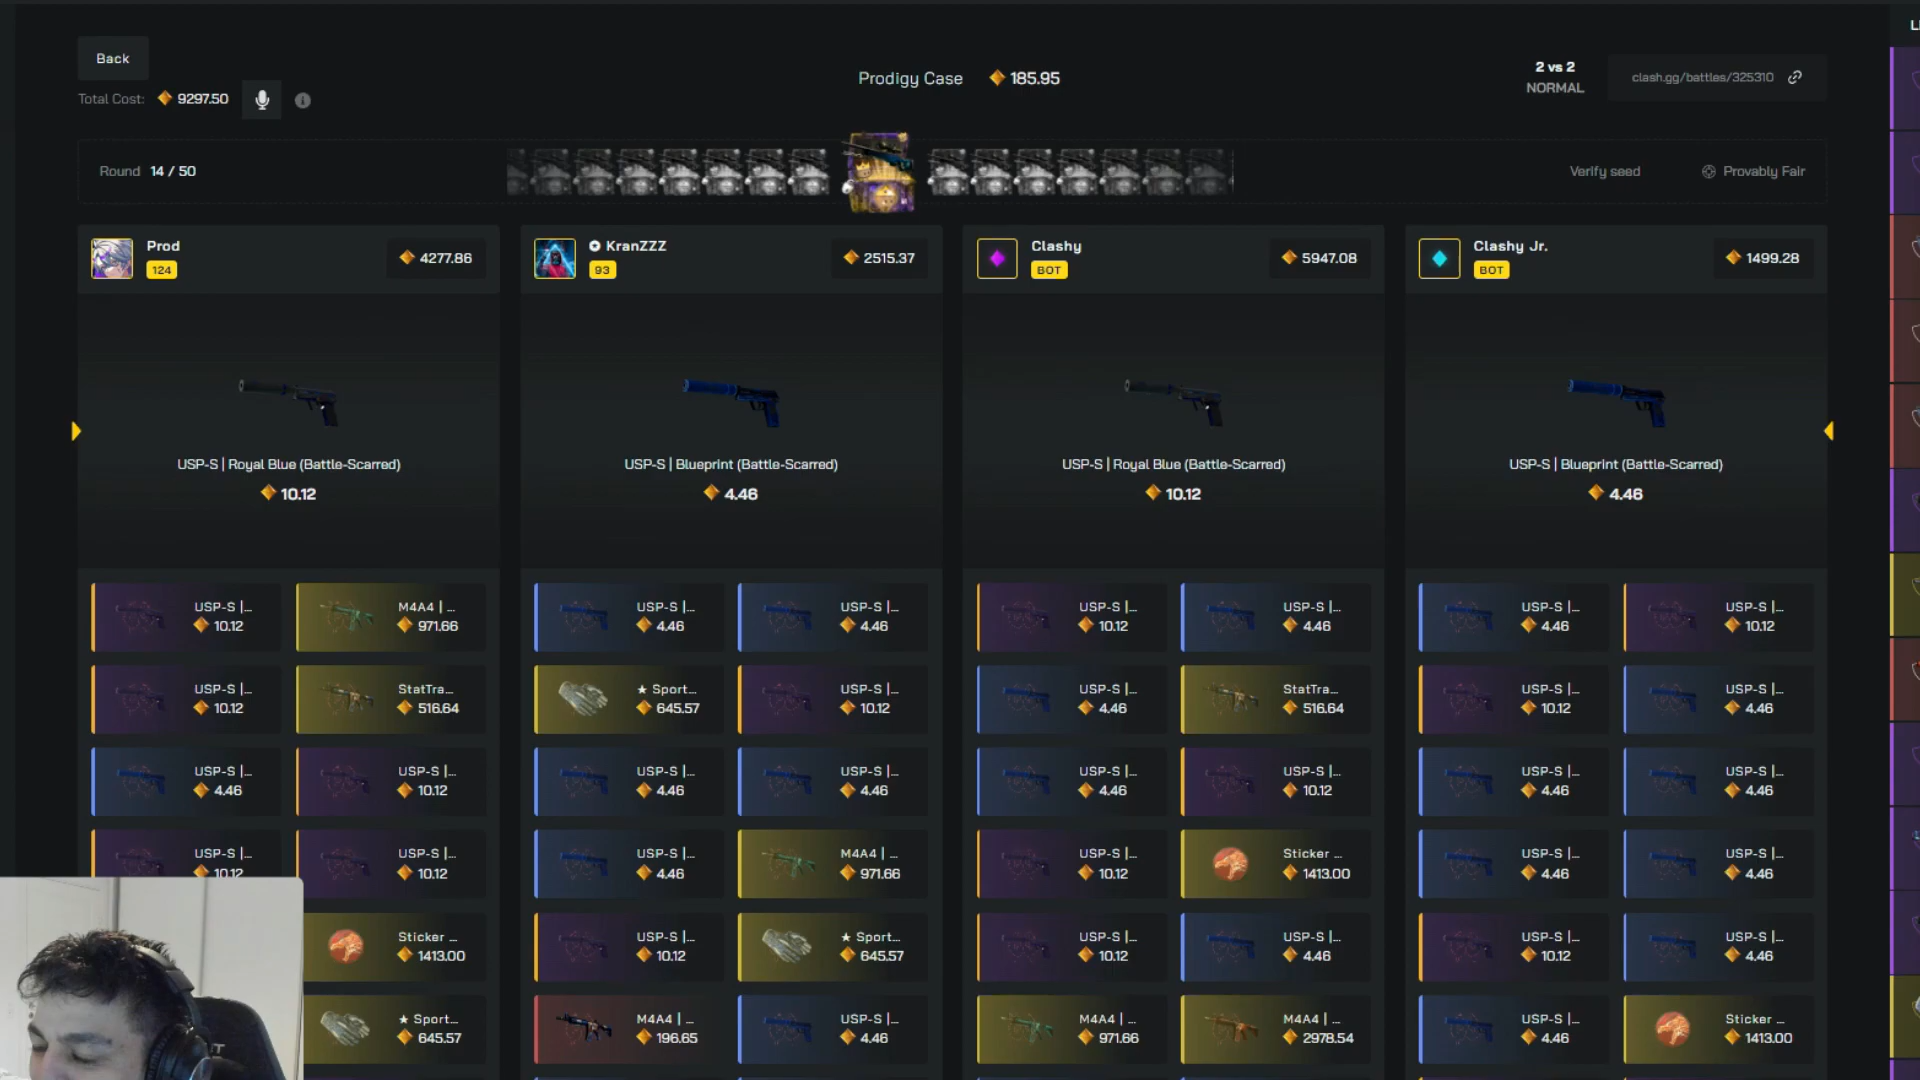 Back
Total Cost: 9297.50
Prodigy Case 185.95
2 vs 2
NORMAL
clash.gg/battles/325310
Round 14 / 50
Verify seed
Provably Fair
Prod
124
4277.86
KranZZZ
93
2515.37
Clashy
BOT
5947.08
Clashy Jr.
BOT
1499.28
USP-S | Royal Blue (Battle-Scarred)
10.12
USP-S | Blueprint (Battle-Scarred)
4.46
USP-S | Royal Blue (Battle-Scarred)
10.12
USP-S | Blueprint (Battle-Scarred)
4.46
USP-S |...
10.12
M4A4 | ...
971.66
USP-S |...
10.12
StatTra...
516.64
USP-S |...
4.46
USP-S |...
10.12
USP-S |...
10.12
USP-S |...
10.12
Sticker ...
1413.00
★ Sport...
645.57
USP-S |...
4.46
USP-S |...
4.46
★ Sport...
645.57
USP-S |...
10.12
USP-S |...
4.46
USP-S |...
4.46
USP-S |...
4.46
M4A4 | ...
971.66
USP-S |...
10.12
★ Sport...
645.57
M4A4 | ...
196.65
USP-S |...
4.46
USP-S |...
10.12
USP-S |...
4.46
USP-S |...
4.46
StatTra...
516.64
USP-S |...
4.46
USP-S |...
10.12
USP-S |...
10.12
Sticker ...
1413.00
USP-S |...
10.12
USP-S |...
4.46
M4A4 | ...
971.66
M4A4 | ...
2978.54
USP-S |...
4.46
USP-S |...
10.12
USP-S |...
10.12
USP-S |...
4.46
USP-S |...
4.46
USP-S |...
4.46
USP-S |...
4.46
USP-S |...
4.46
USP-S |...
10.12
USP-S |...
4.46
USP-S |...
4.46
Sticker ...
1413.00